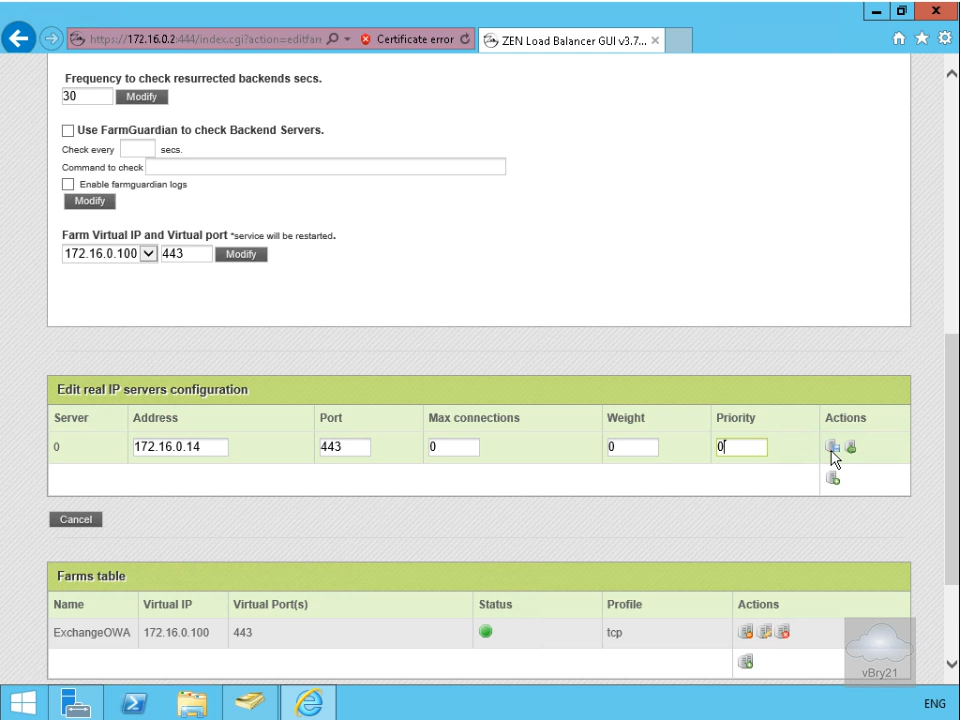 https://172.16.0.2:444/index.cgi?action=editfarı
Certificate error
ZEN Load Balancer GUI v3.7...
Frequency to check resurrected backends secs.
30 Modify
Use FarmGuardian to check Backend Servers.
Check every secs.
Command to check
Enable farmguardian logs
Modify
Farm Virtual IP and Virtual port *service will be restarted.
172.16.0.100 443 Modify
Edit real IP servers configuration
Server Address Port Max connections Weight Priority Actions
0 172.16.0.14 443 0 0 0
Cancel
Farms table
Name Virtual IP Virtual Port(s) Status Profile Actions
ExchangeOWA 172.16.0.100 443 tcp
vBry21
ENG